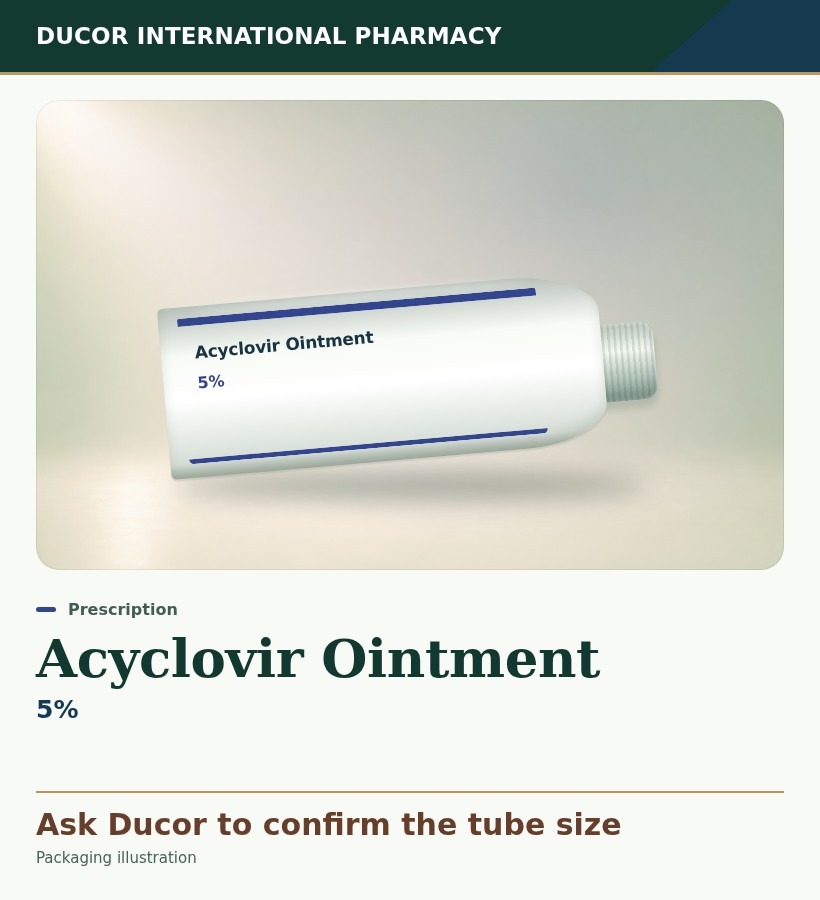 DUCOR INTERNATIONAL PHARMACY
Acyclovir Ointment
5%
Prescription
Acyclovir Ointment
5%
Ask Ducor to confirm the tube size
Packaging illustration